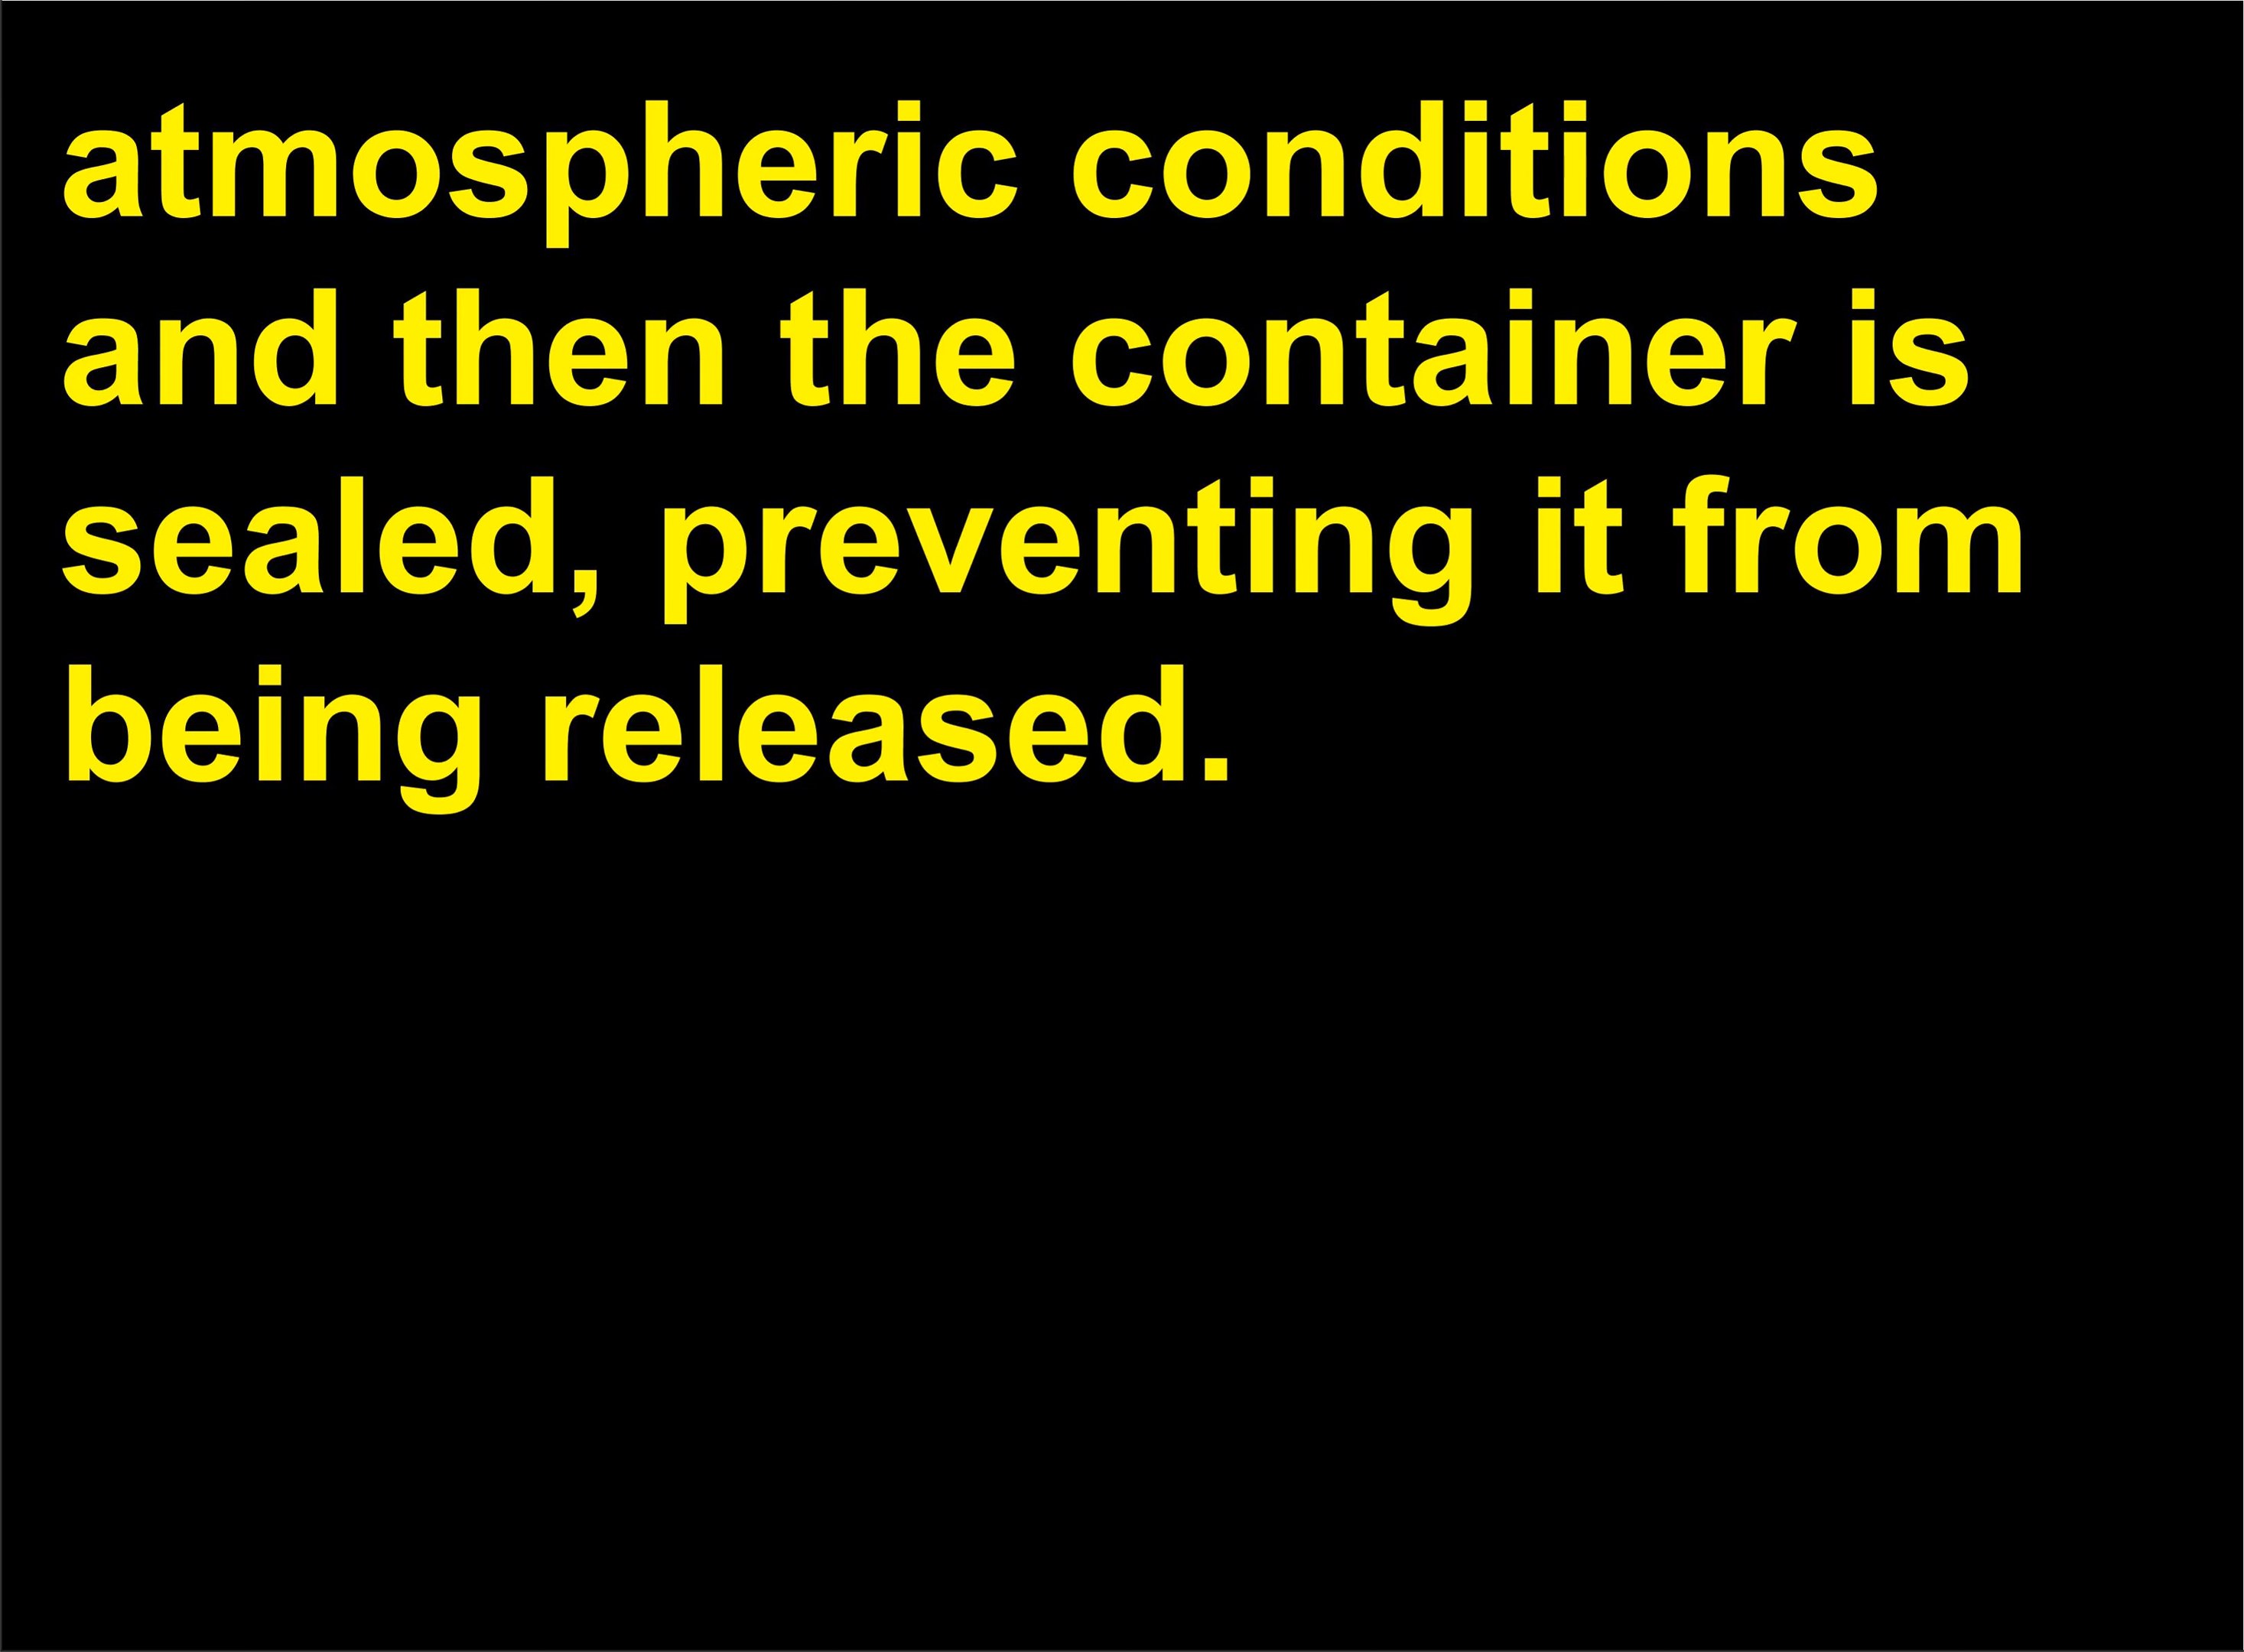 atmospheric conditions
and then the container is
sealed, preventing it from
being released.